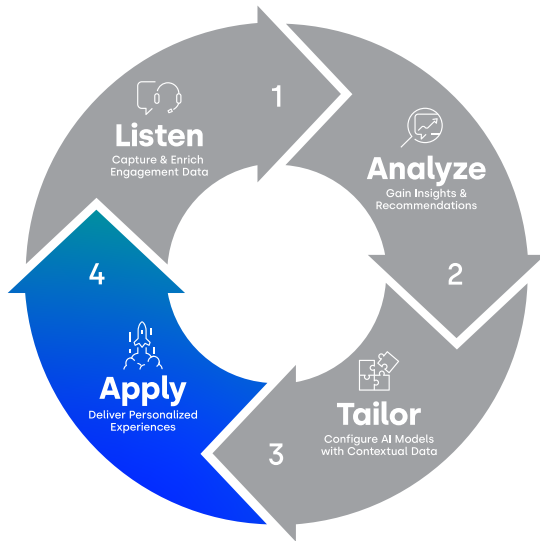 1
Listen
Capture & Enrich
Engagement Data
Analyze
Gain Insights &
Recommendations
2
Tailor
Configure AI Models
with Contextual Data
3
4
Apply
Deliver Personalized
Experiences